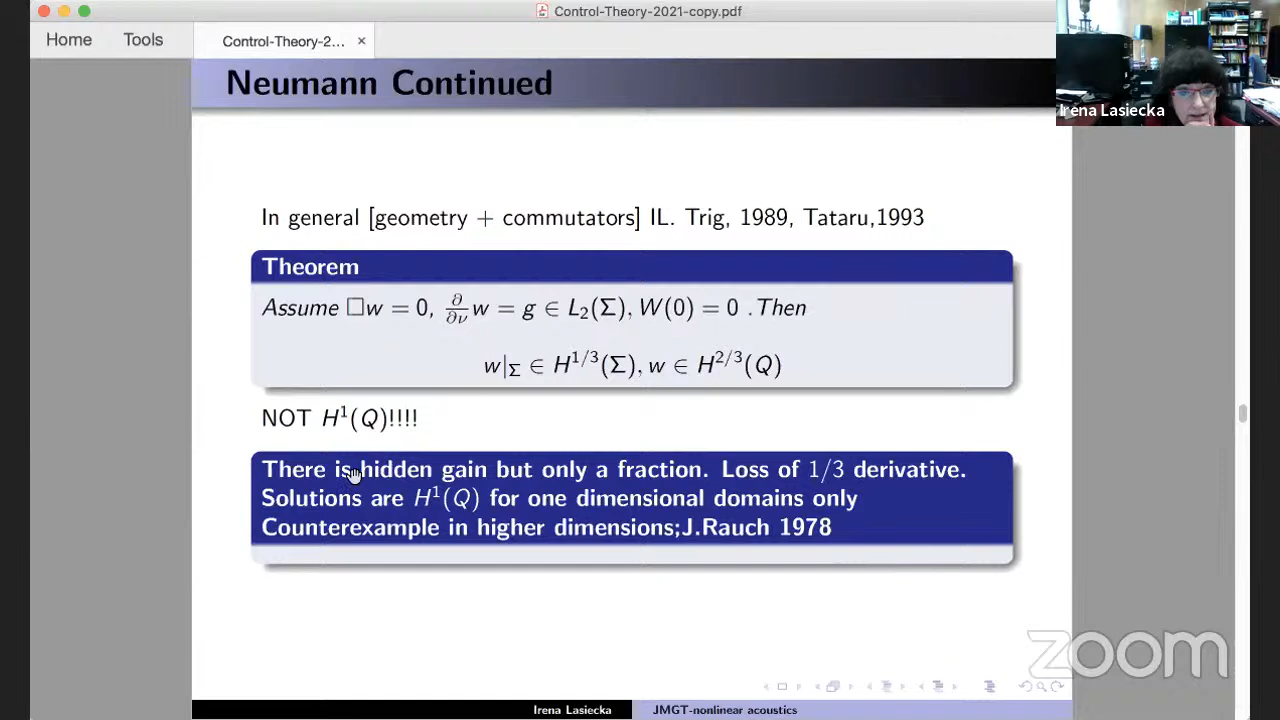 Control-Theory-2021-copy.pdf
Home Tools Control-Theory-2... ×
Irena Lasiecka
Neumann Continued
In general [geometry + commutators] IL. Trig, 1989, Tataru,1993
Theorem
Assume □w = 0, ∂/∂ν w = g ∈ L₂(Σ), W(0) = 0 .Then
w|_Σ ∈ H^{1/3}(Σ), w ∈ H^{2/3}(Q)
NOT H¹(Q)!!!!
There is hidden gain but only a fraction. Loss of 1/3 derivative.
Solutions are H¹(Q) for one dimensional domains only
Counterexample in higher dimensions;J.Rauch 1978
zoom
Irena Lasiecka JMGT-nonlinear acoustics